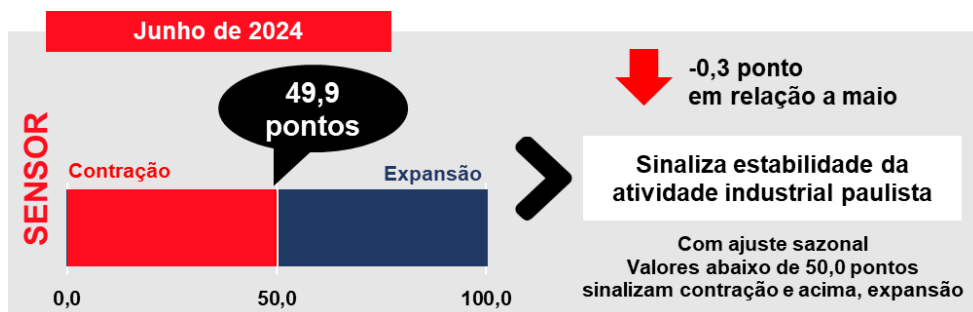 Junho de 2024
49,9
pontos
SENSOR
Contração
Expansão
0,0
50,0
100,0
-0,3 ponto
em relação a maio
Sinaliza estabilidade da
atividade industrial paulista
Com ajuste sazonal
Valores abaixo de 50,0 pontos
sinalizam contração e acima, expansão